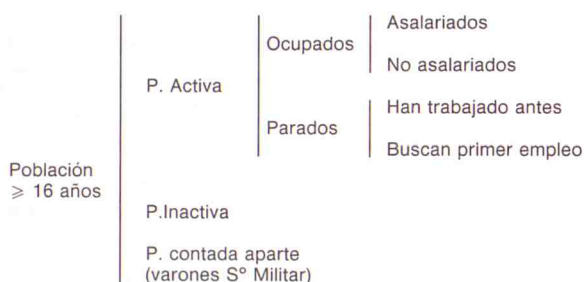 Asalariados
Ocupados
No asalariados
P. Activa
Han trabajado antes
Parados
Buscan primer empleo
Población
≥ 16 años
P.Inactiva
P. contada aparte
(varones Sº Militar)